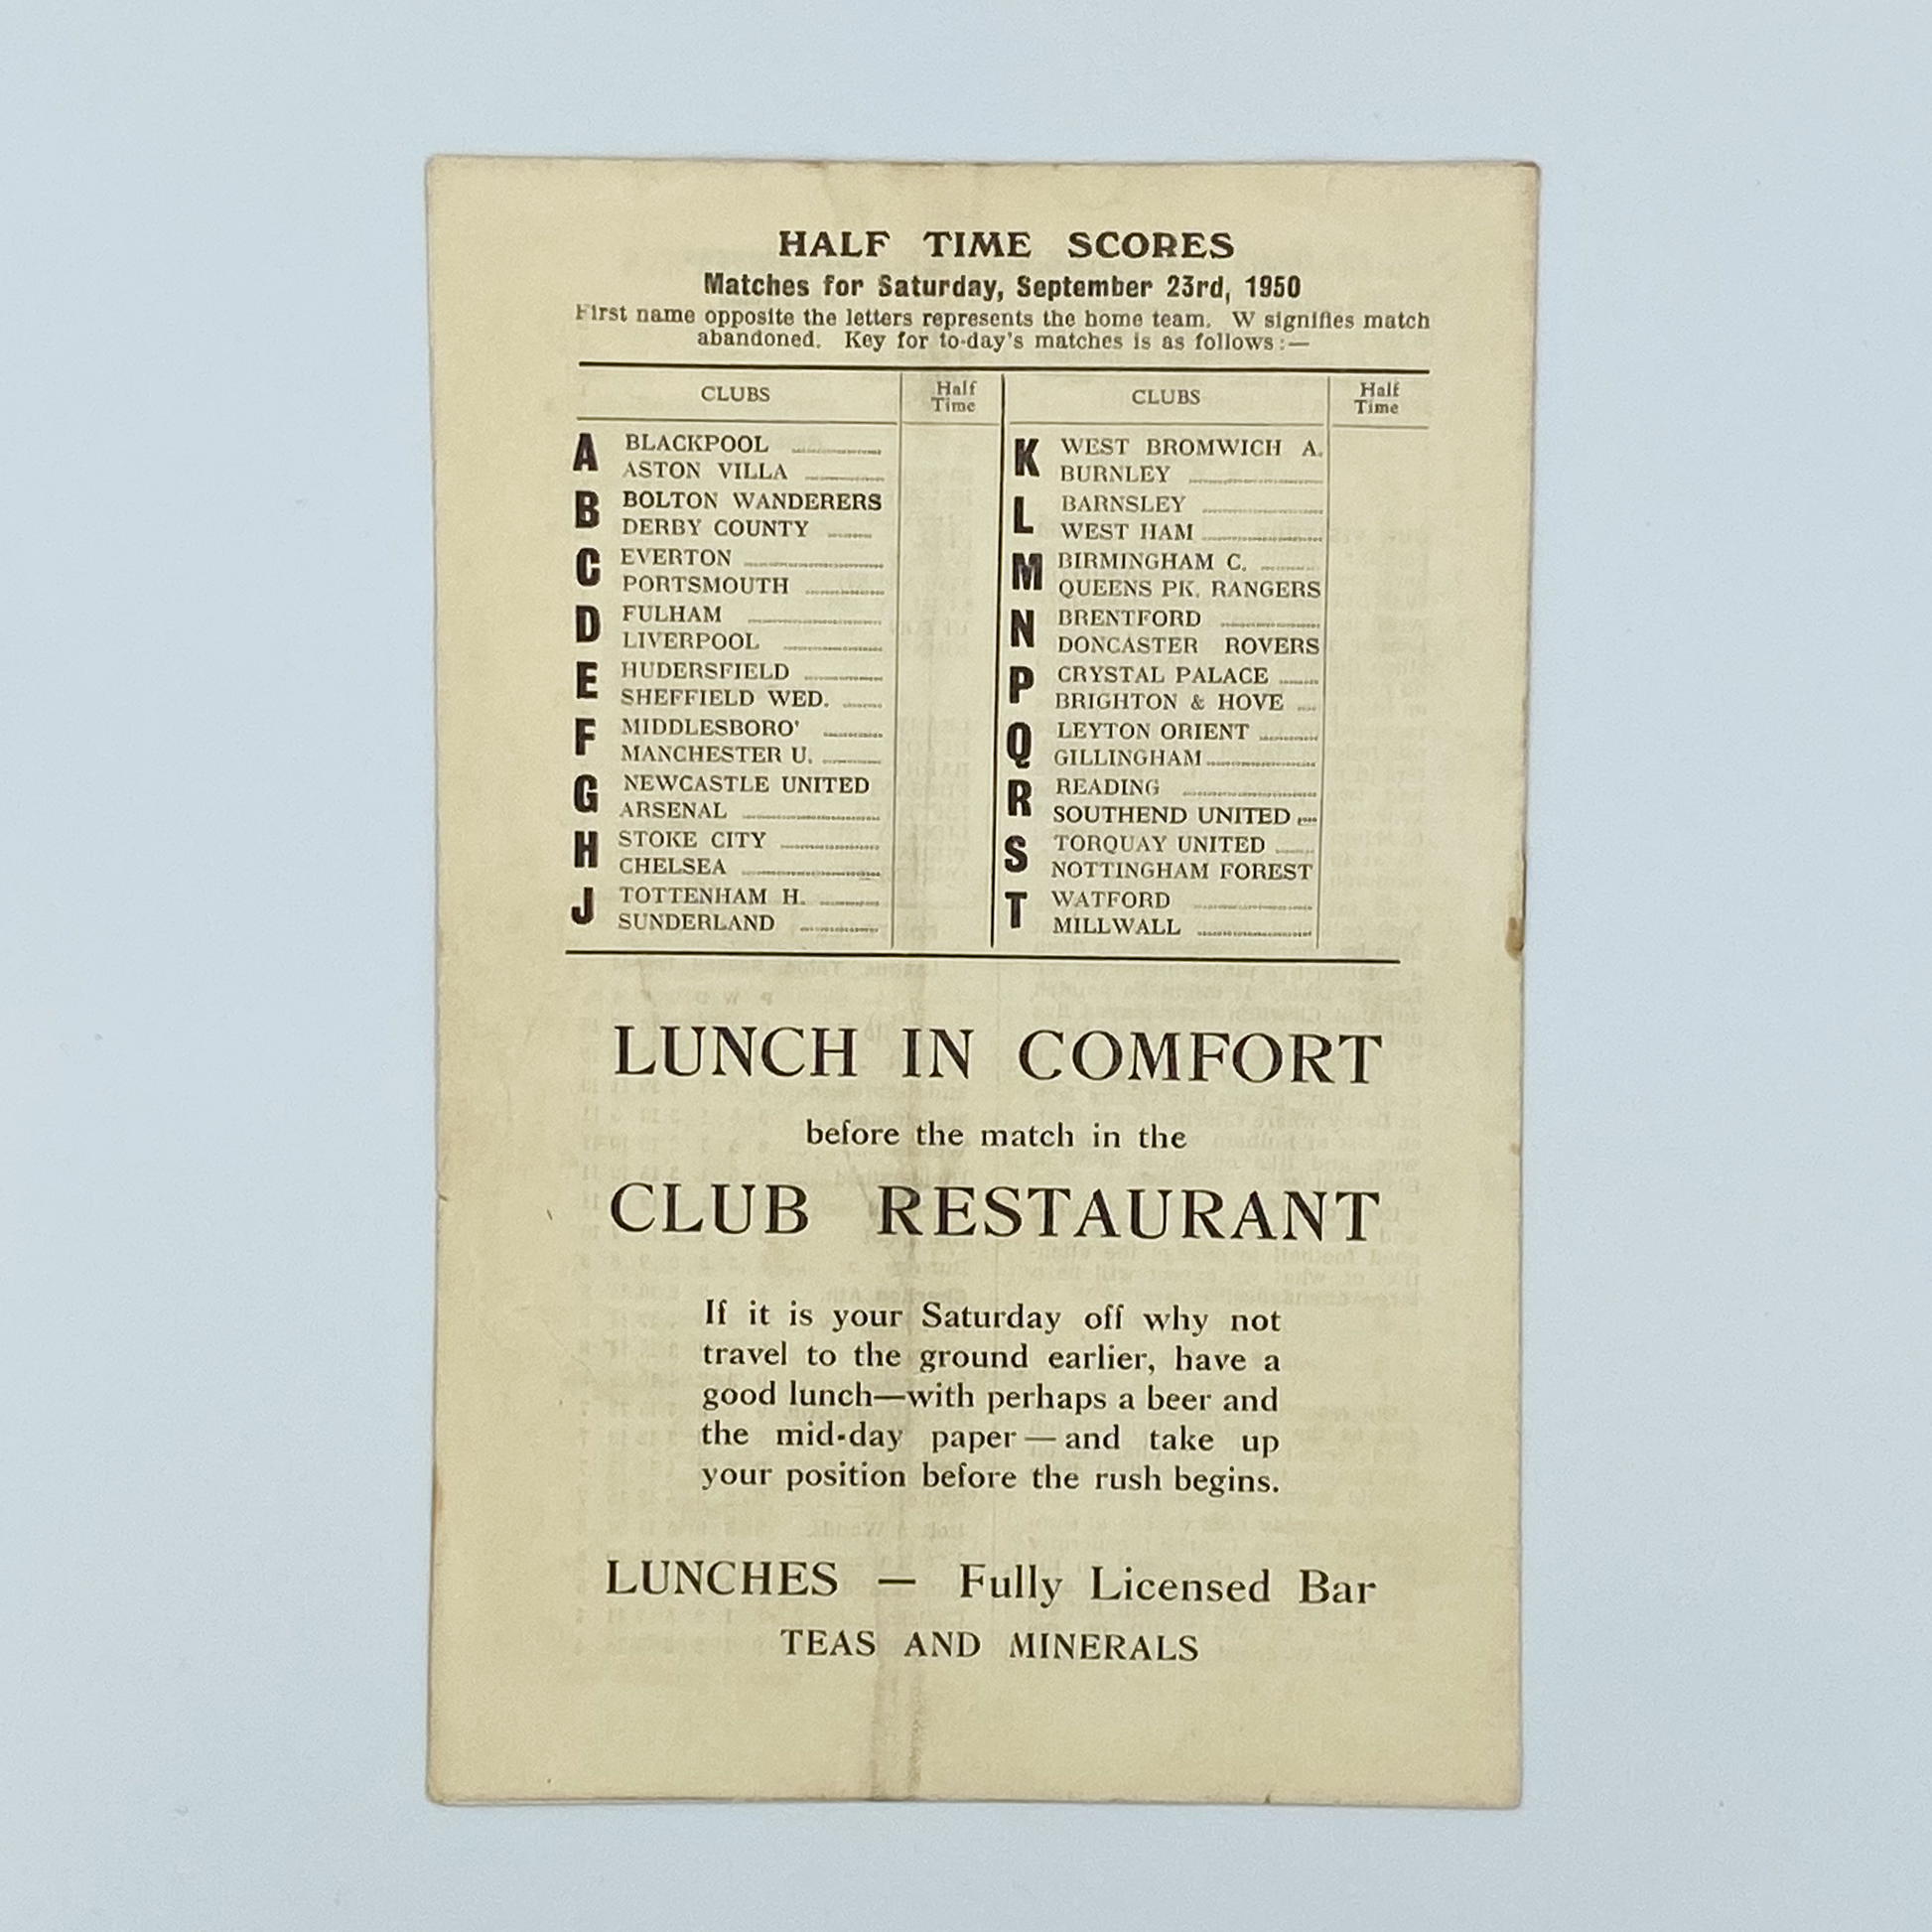 HALF TIME SCORES
Matches for Saturday, September 23rd, 1950
First name opposite the letters represents the home team. W signifies match
abandoned. Key for to-day's matches is as follows:—
CLUBS
Half
Time
A BLACKPOOL
ASTON VILLA
B BOLTON WANDERERS
DERBY COUNTY
C EVERTON
PORTSMOUTH
D FULHAM
LIVERPOOL
E HUDERSFIELD
SHEFFIELD WED.
F MIDDLESBORO'
MANCHESTER U.
G NEWCASTLE UNITED
ARSENAL
H STOKE CITY
CHELSEA
J TOTTENHAM H.
SUNDERLAND
CLUBS
Half
Time
K WEST BROMWICH A.
BURNLEY
L BARNSLEY
WEST HAM
M BIRMINGHAM C.
QUEENS PK. RANGERS
N BRENTFORD
DONCASTER ROVERS
P CRYSTAL PALACE
BRIGHTON & HOVE
Q LEYTON ORIENT
GILLINGHAM
R READING
SOUTHEND UNITED
S TORQUAY UNITED
NOTTINGHAM FOREST
T WATFORD
MILLWALL
LUNCH IN COMFORT
before the match in the
CLUB RESTAURANT
If it is your Saturday off why not
travel to the ground earlier, have a
good lunch—with perhaps a beer and
the mid-day paper — and take up
your position before the rush begins.
LUNCHES — Fully Licensed Bar
TEAS AND MINERALS